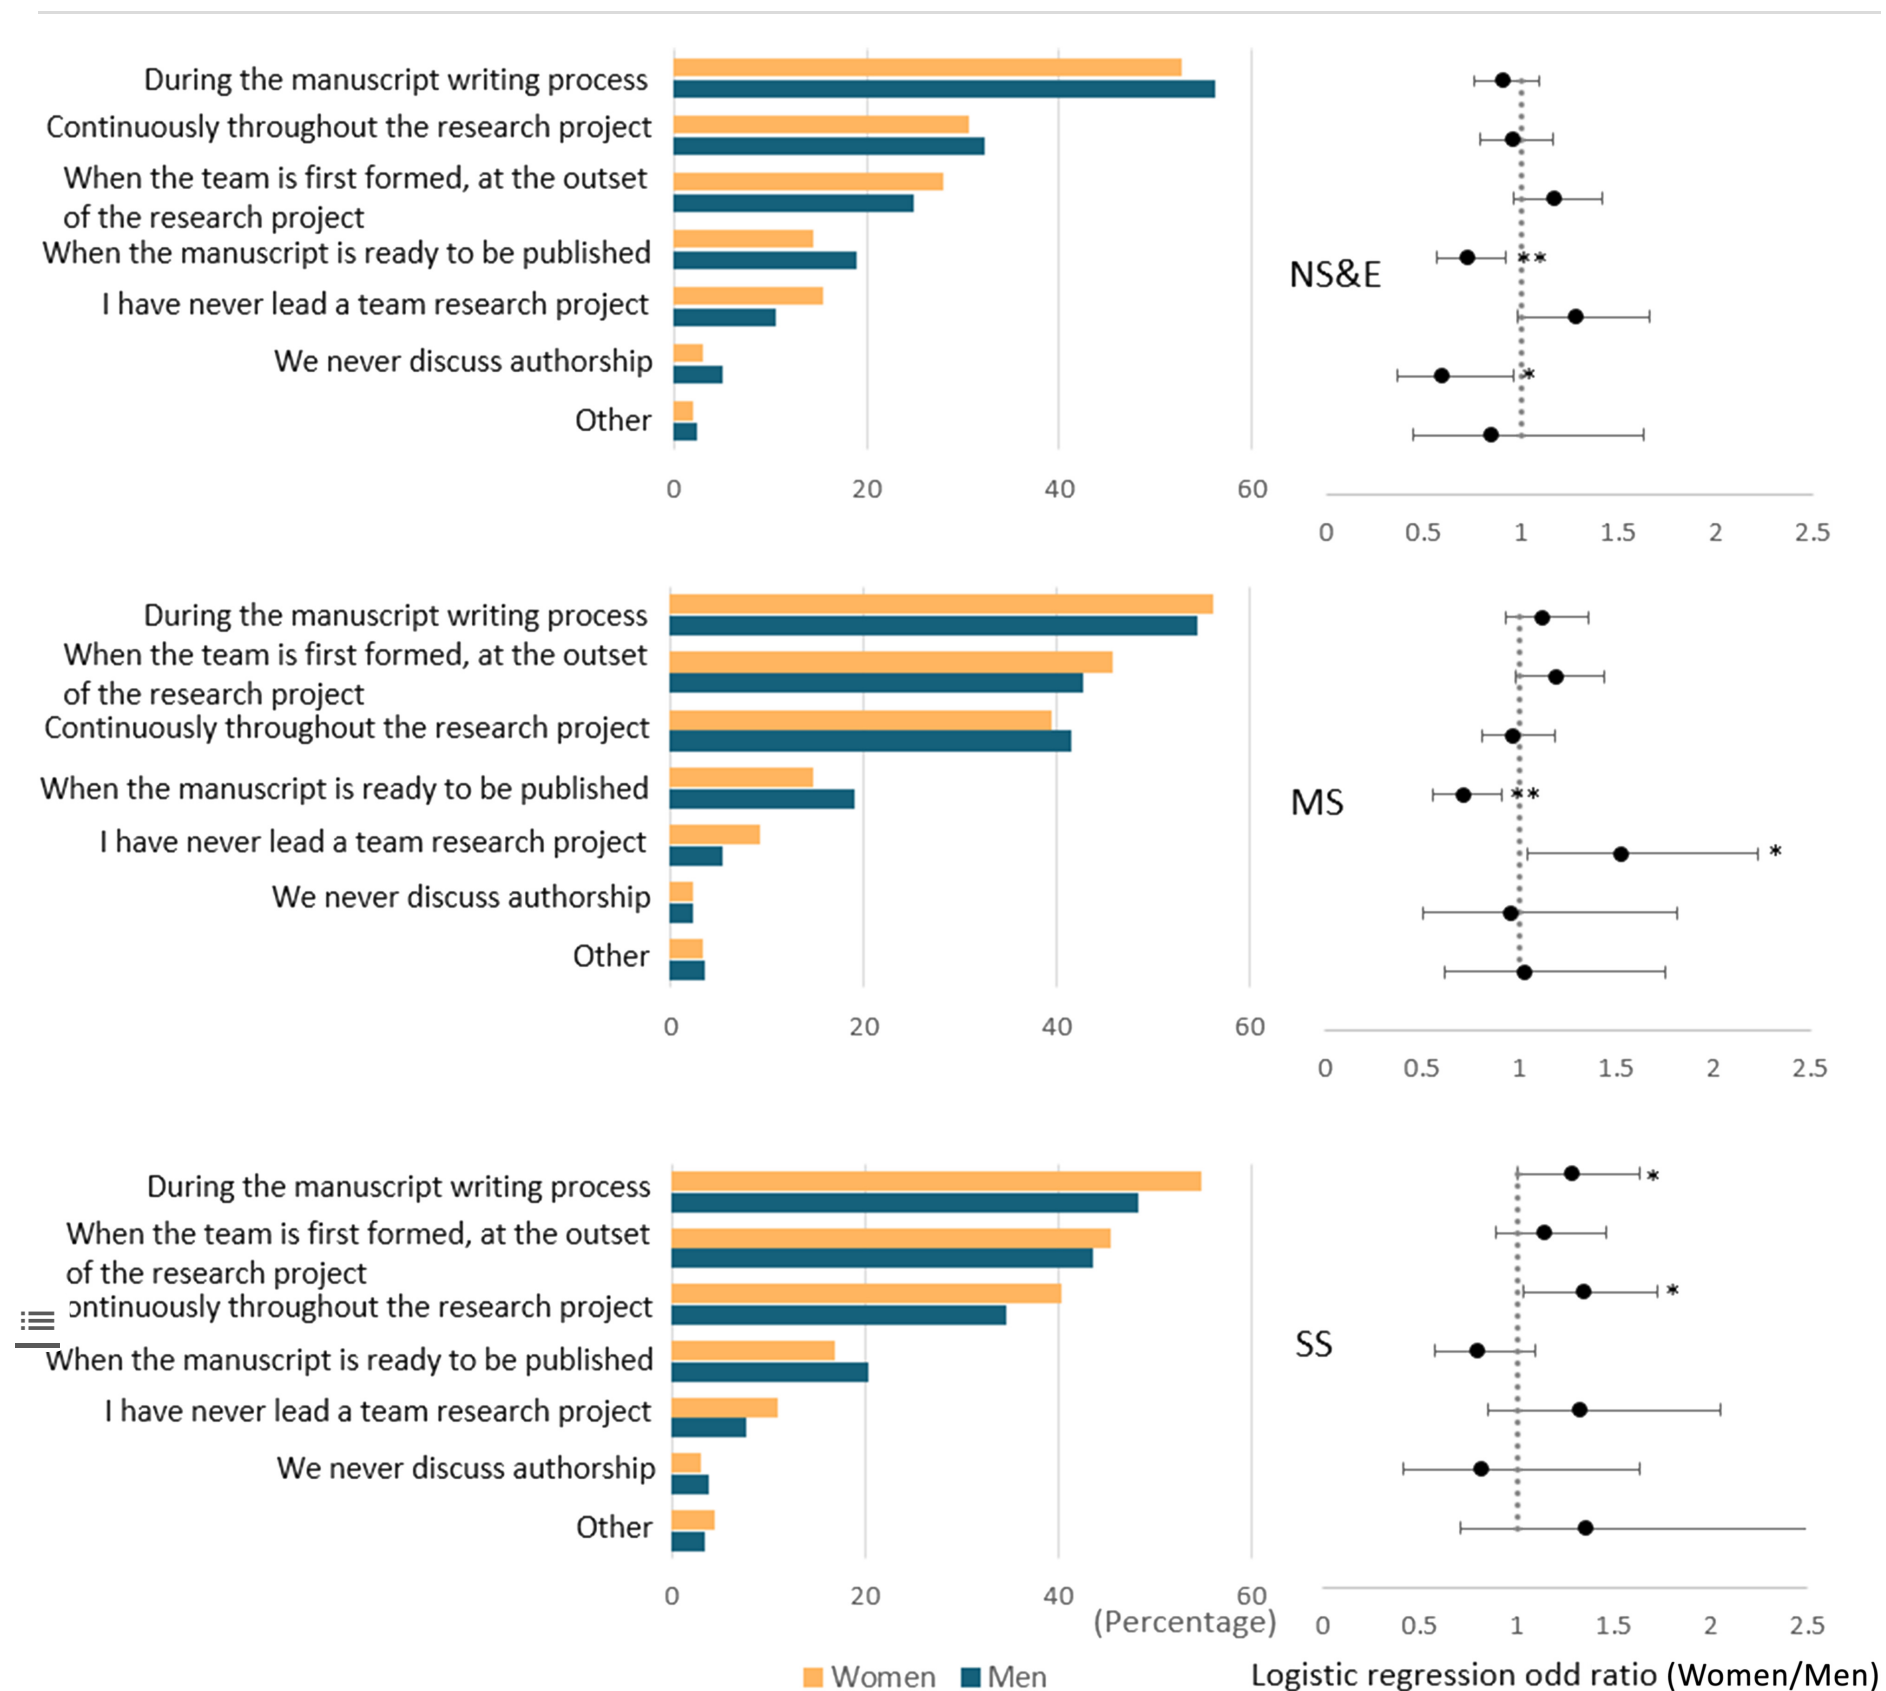 During the manuscript writing process
Continuously throughout the research project
When the team is first formed, at the outset
of the research project
When the manuscript is ready to be published
I have never lead a team research project
We never discuss authorship
Other
0 20 40 60
NS&E
**
*
0 0.5 1 1.5 2 2.5
During the manuscript writing process
When the team is first formed, at the outset
of the research project
Continuously throughout the research project
When the manuscript is ready to be published
I have never lead a team research project
We never discuss authorship
Other
0 20 40 60
MS
**
*
0 0.5 1 1.5 2 2.5
During the manuscript writing process
When the team is first formed, at the outset
of the research project
ontinuously throughout the research project
When the manuscript is ready to be published
I have never lead a team research project
We never discuss authorship
Other
0 20 40 60
(Percentage)
Women Men
SS
*
*
0 0.5 1 1.5 2 2.5
Logistic regression odd ratio (Women/Men)